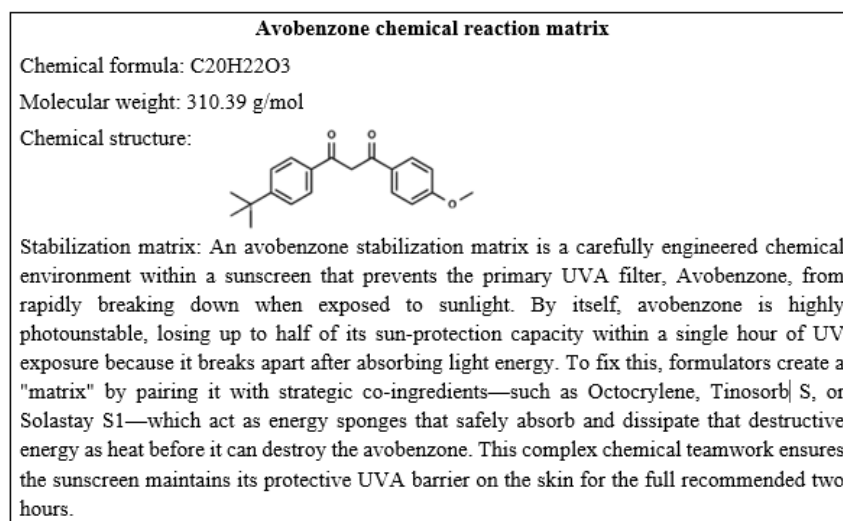 Avobenzone chemical reaction matrix
Chemical formula: C20H22O3
Molecular weight: 310.39 g/mol
Chemical structure:
O O
O
Stabilization matrix: An avobenzone stabilization matrix is a carefully engineered chemical
environment within a sunscreen that prevents the primary UVA filter, Avobenzone, from
rapidly breaking down when exposed to sunlight. By itself, avobenzone is highly
photounstable, losing up to half of its sun-protection capacity within a single hour of UV
exposure because it breaks apart after absorbing light energy. To fix this, formulators create a
"matrix" by pairing it with strategic co-ingredients—such as Octocrylene, Tinosorb S, or
Solastay S1—which act as energy sponges that safely absorb and dissipate that destructive
energy as heat before it can destroy the avobenzone. This complex chemical teamwork ensures
the sunscreen maintains its protective UVA barrier on the skin for the full recommended two
hours.